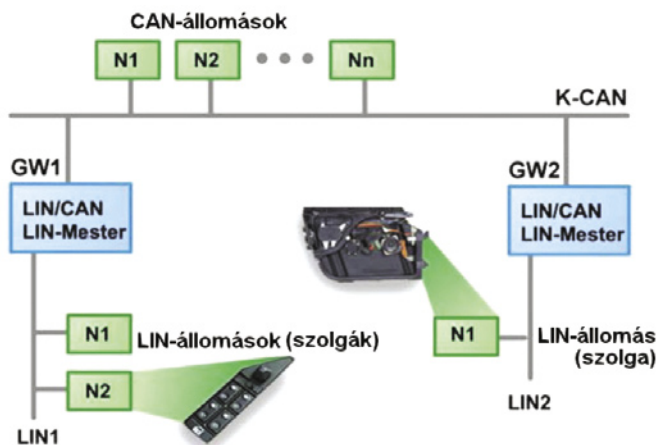 CAN-állomások
N1
N2
Nn
K-CAN
GW1
GW2
LIN/CAN
LIN-Mester
LIN/CAN
LIN-Mester
N1
LIN-állomások (szolgák)
N1
LIN-állomás
(szolga)
N2
LIN1
LIN2